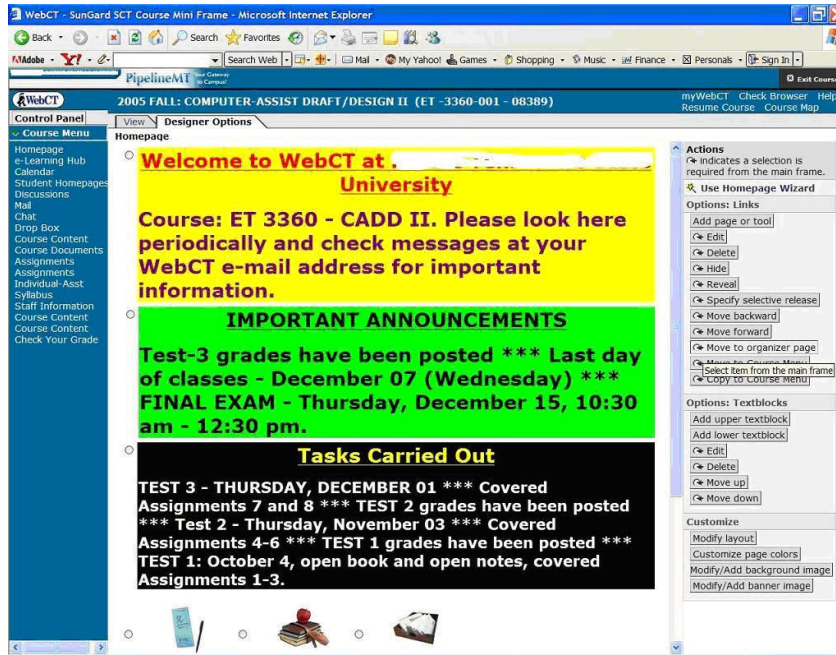 WebCT - SunGard SCT Course Mini Frame - Microsoft Internet Explorer
Back Search Favorites
Adobe Y! Search Web Mail My Yahoo! Games Shopping Music Finance Personals Sign In
PipelineMT Your Gateway to Campus! Exit Course
WebCT 2005 FALL: COMPUTER-ASSIST DRAFT/DESIGN II (ET -3360-001 - 08389) myWebCT Check Browser Help
Resume Course Course Map
Control Panel View Designer Options
Course Menu Homepage
Homepage
e-Learning Hub
Calendar
Student Homepages
Discussions
Mail
Chat
Drop Box
Course Content
Course Documents
Assignments
Assignments
Individual-Asst
Syllabus
Staff Information
Course Content
Course Content
Check Your Grade
Welcome to WebCT at
University
Course: ET 3360 - CADD II. Please look here
periodically and check messages at your
WebCT e-mail address for important
information.
IMPORTANT ANNOUNCEMENTS
Test-3 grades have been posted *** Last day
of classes - December 07 (Wednesday) ***
FINAL EXAM - Thursday, December 15, 10:30
am - 12:30 pm.
Tasks Carried Out
TEST 3 - THURSDAY, DECEMBER 01 *** Covered
Assignments 7 and 8 *** TEST 2 grades have been posted
*** Test 2 - Thursday, November 03 *** Covered
Assignments 4-6 *** TEST 1 grades have been posted ***
TEST 1: October 4, open book and open notes, covered
Assignments 1-3.
Actions
indicates a selection is
required from the main frame.
Use Homepage Wizard
Options: Links
Add page or tool
Edit
Delete
Hide
Reveal
Specify selective release
Move backward
Move forward
Move to organizer page
Move to Course Menu
Select item from the main frame
Copy to Course Menu
Options: Textblocks
Add upper textblock
Add lower textblock
Edit
Delete
Move up
Move down
Customize
Modify layout
Customize page colors
Modify/Add background image
Modify/Add banner image